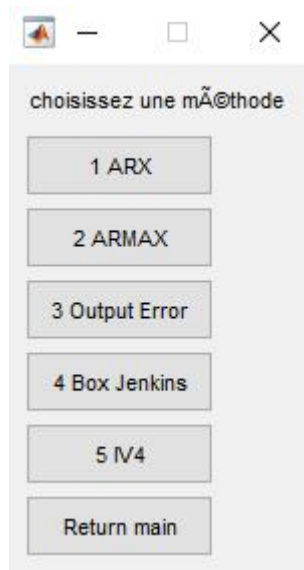 choisissez une mÃ©thode
1 ARX
2 ARMAX
3 Output Error
4 Box Jenkins
5 IV4
Return main